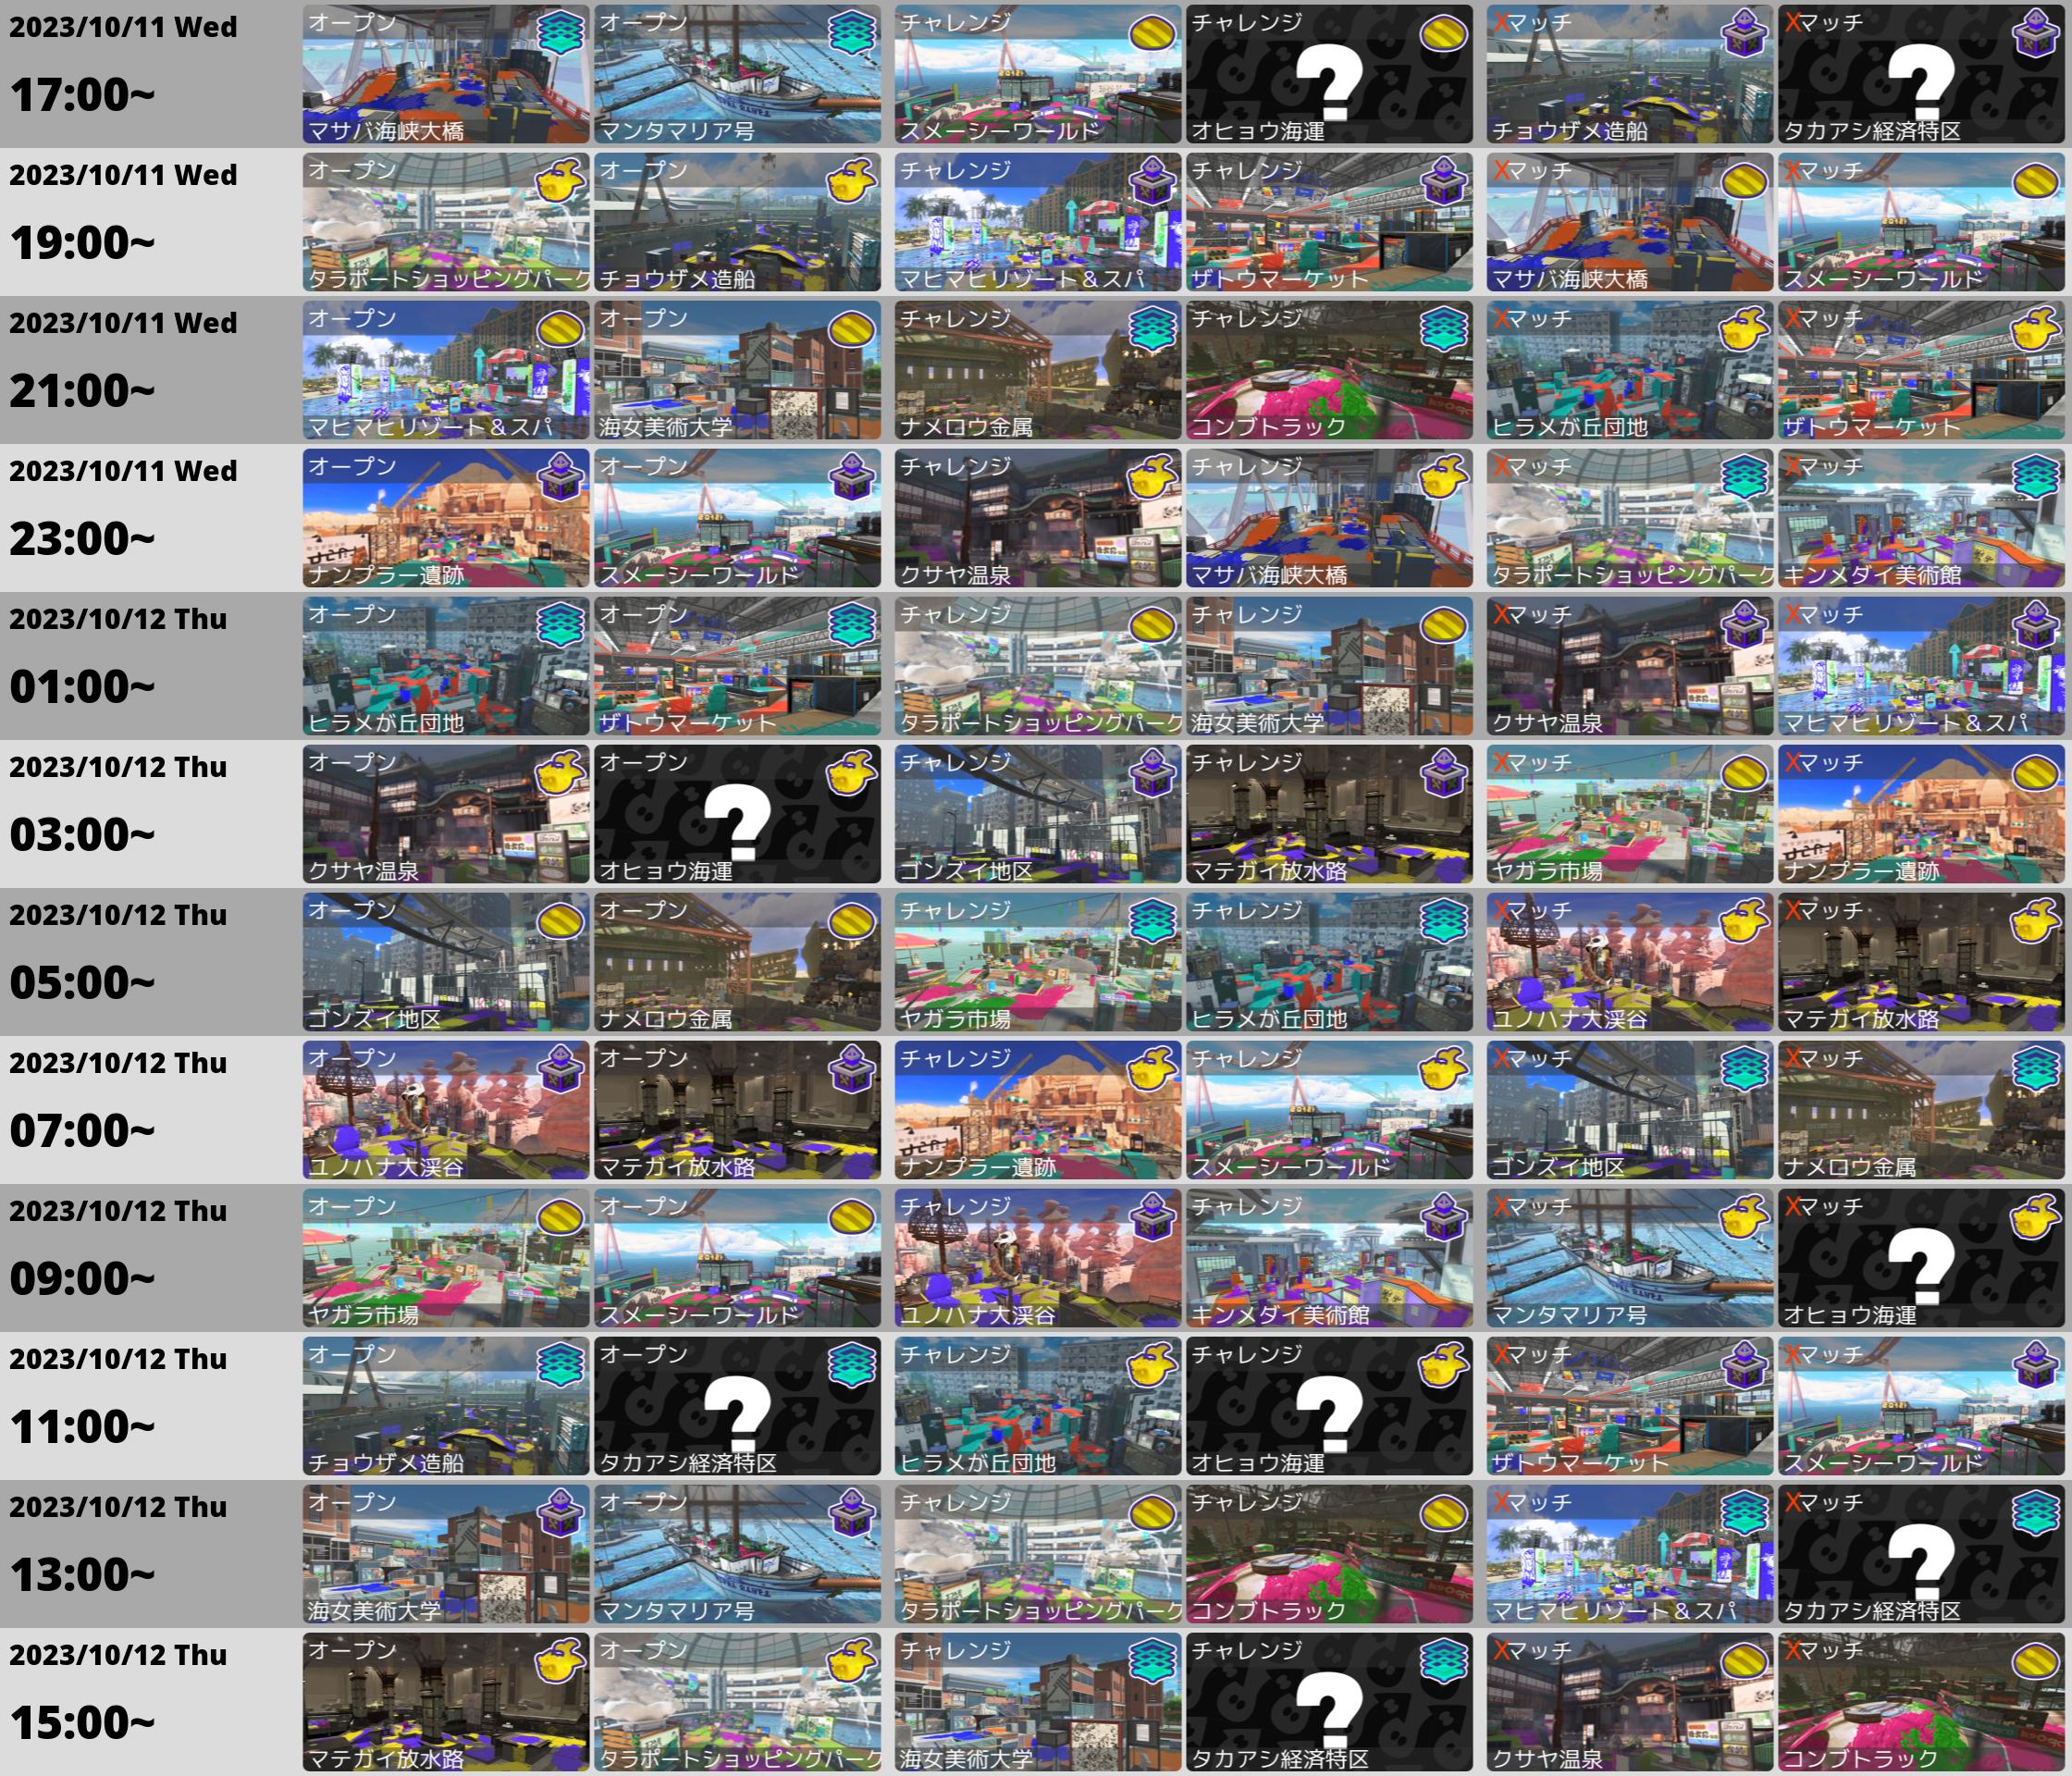 2023/10/11 Wed
17:00~
オープン
マサバ海峡大橋
オープン
マンタマリア号
チャレンジ
スメーシーワールド
チャレンジ
?
オヒョウ海運
Xマッチ
チョウザメ造船
Xマッチ
?
タカアシ経済特区
2023/10/11 Wed
19:00~
オープン
タラポートショッピングパーク
オープン
チョウザメ造船
チャレンジ
マヒマヒリゾート&スパ
チャレンジ
ザトウマーケット
Xマッチ
マサバ海峡大橋
Xマッチ
スメーシーワールド
2023/10/11 Wed
21:00~
オープン
マヒマヒリゾート&スパ
オープン
海女美術大学
チャレンジ
ナメロウ金属
チャレンジ
コンブトラック
Xマッチ
ヒラメが丘団地
Xマッチ
ザトウマーケット
2023/10/11 Wed
23:00~
オープン
ナンプラー遺跡
オープン
スメーシーワールド
チャレンジ
クサヤ温泉
チャレンジ
マサバ海峡大橋
Xマッチ
タラポートショッピングパーク
Xマッチ
キンメダイ美術館
2023/10/12 Thu
01:00~
オープン
ヒラメが丘団地
オープン
ザトウマーケット
チャレンジ
タラポートショッピングパーク
チャレンジ
海女美術大学
Xマッチ
クサヤ温泉
Xマッチ
マヒマヒリゾート&スパ
2023/10/12 Thu
03:00~
オープン
クサヤ温泉
オープン
?
オヒョウ海運
チャレンジ
ゴンズイ地区
チャレンジ
マテガイ放水路
Xマッチ
ヤガラ市場
Xマッチ
ナンプラー遺跡
2023/10/12 Thu
05:00~
オープン
ゴンズイ地区
オープン
ナメロウ金属
チャレンジ
ヤガラ市場
チャレンジ
ヒラメが丘団地
Xマッチ
ユノハナ大渓谷
Xマッチ
マテガイ放水路
2023/10/12 Thu
07:00~
オープン
ユノハナ大渓谷
オープン
マテガイ放水路
チャレンジ
ナンプラー遺跡
チャレンジ
スメーシーワールド
Xマッチ
ゴンズイ地区
Xマッチ
ナメロウ金属
2023/10/12 Thu
09:00~
オープン
ヤガラ市場
オープン
スメーシーワールド
チャレンジ
ユノハナ大渓谷
チャレンジ
キンメダイ美術館
Xマッチ
マンタマリア号
Xマッチ
?
オヒョウ海運
2023/10/12 Thu
11:00~
オープン
チョウザメ造船
オープン
?
タカアシ経済特区
チャレンジ
ヒラメが丘団地
チャレンジ
?
オヒョウ海運
Xマッチ
ザトウマーケット
Xマッチ
スメーシーワールド
2023/10/12 Thu
13:00~
オープン
海女美術大学
オープン
マンタマリア号
チャレンジ
タラポートショッピングパーク
チャレンジ
コンブトラック
Xマッチ
マヒマヒリゾート&スパ
Xマッチ
?
タカアシ経済特区
2023/10/12 Thu
15:00~
オープン
マテガイ放水路
オープン
タラポートショッピングパーク
チャレンジ
海女美術大学
チャレンジ
?
タカアシ経済特区
Xマッチ
クサヤ温泉
Xマッチ
コンブトラック